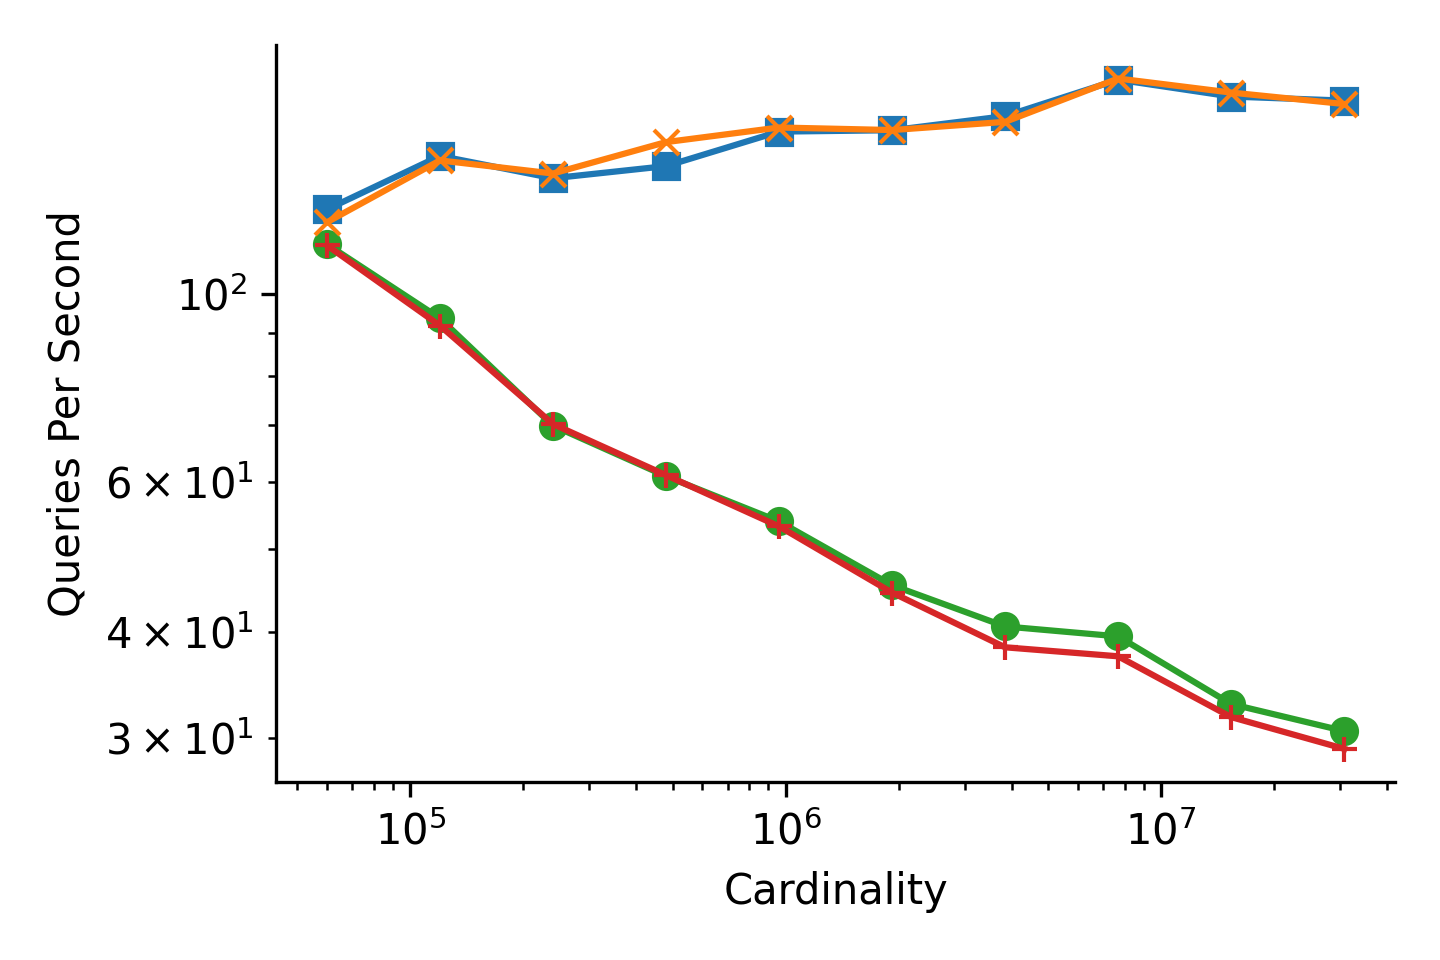 Queries Per Second
10²
6 × 10¹
4 × 10¹
3 × 10¹
10⁵ 10⁶ 10⁷
Cardinality